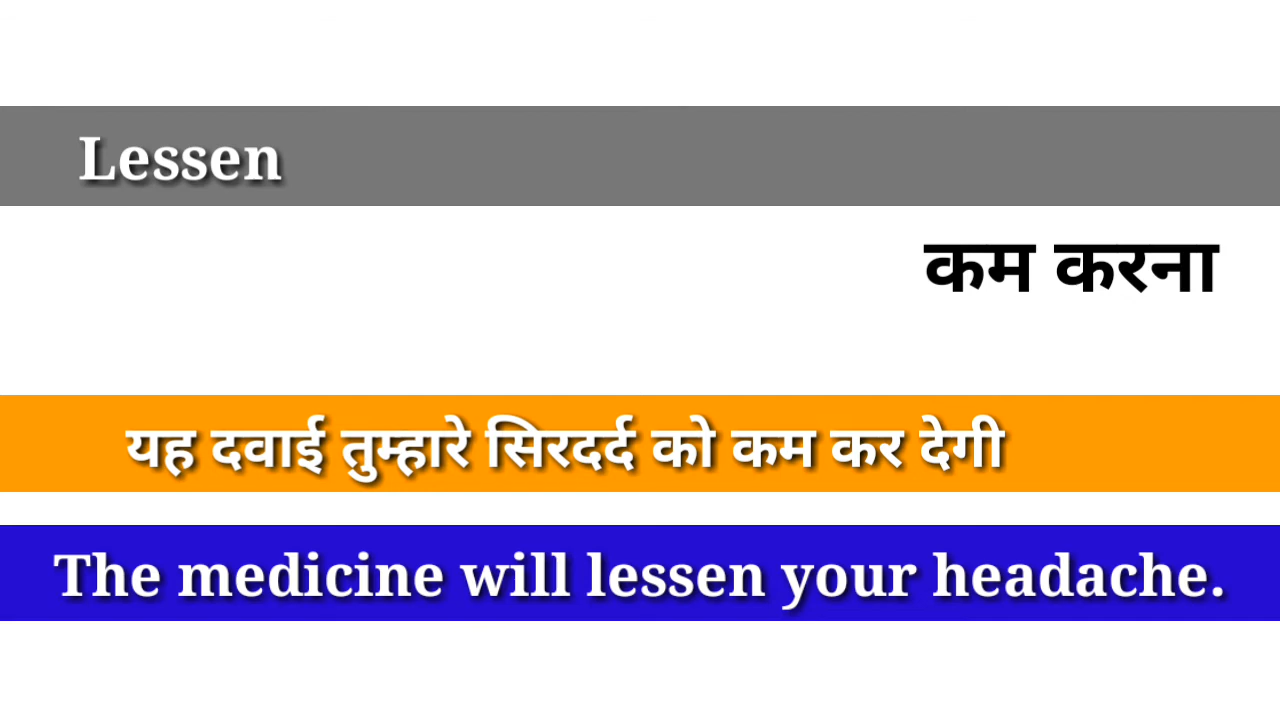 Lessen
कम करना
यह दवाई तुम्हारे सिरदर्द को कम कर देगी
The medicine will lessen your headache.